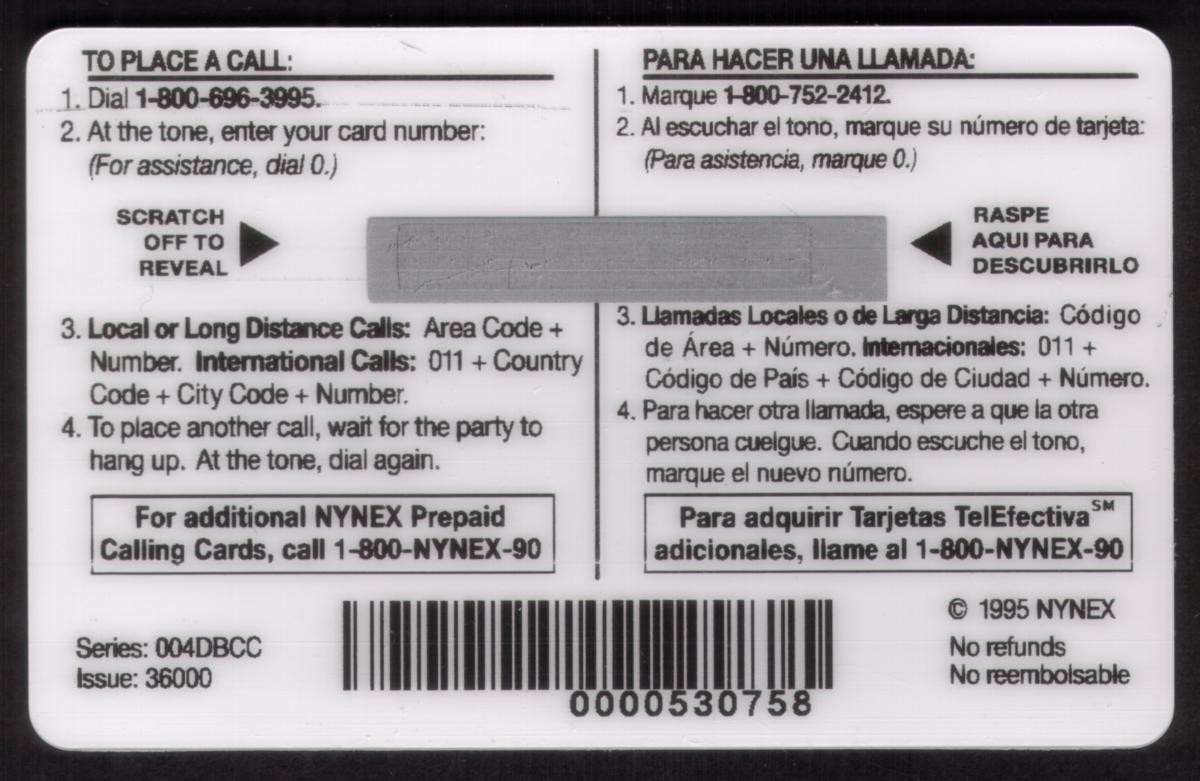 TO PLACE A CALL:
1. Dial 1-800-696-3995.
2. At the tone, enter your card number:
(For assistance, dial 0.)
SCRATCH
OFF TO
REVEAL
3. Local or Long Distance Calls: Area Code +
Number. International Calls: 011 + Country
Code + City Code + Number.
4. To place another call, wait for the party to
hang up. At the tone, dial again.
For additional NYNEX Prepaid
Calling Cards, call 1-800-NYNEX-90
PARA HACER UNA LLAMADA:
1. Marque 1-800-752-2412.
2. Al escuchar el tono, marque su número de tarjeta:
(Para asistencia, marque 0.)
RASPE
AQUI PARA
DESCUBRIRLO
3. Llamadas Locales o de Larga Distancia: Código
de Área + Número. Internacionales: 011 +
Código de País + Código de Ciudad + Número.
4. Para hacer otra llamada, espere a que la otra
persona cuelgue. Cuando escuche el tono,
marque el nuevo número.
Para adquirir Tarjetas TelEfectiva℠
adicionales, llame al 1-800-NYNEX-90
Series: 004DBCC
Issue: 36000
0000530758
© 1995 NYNEX
No refunds
No reembolsable